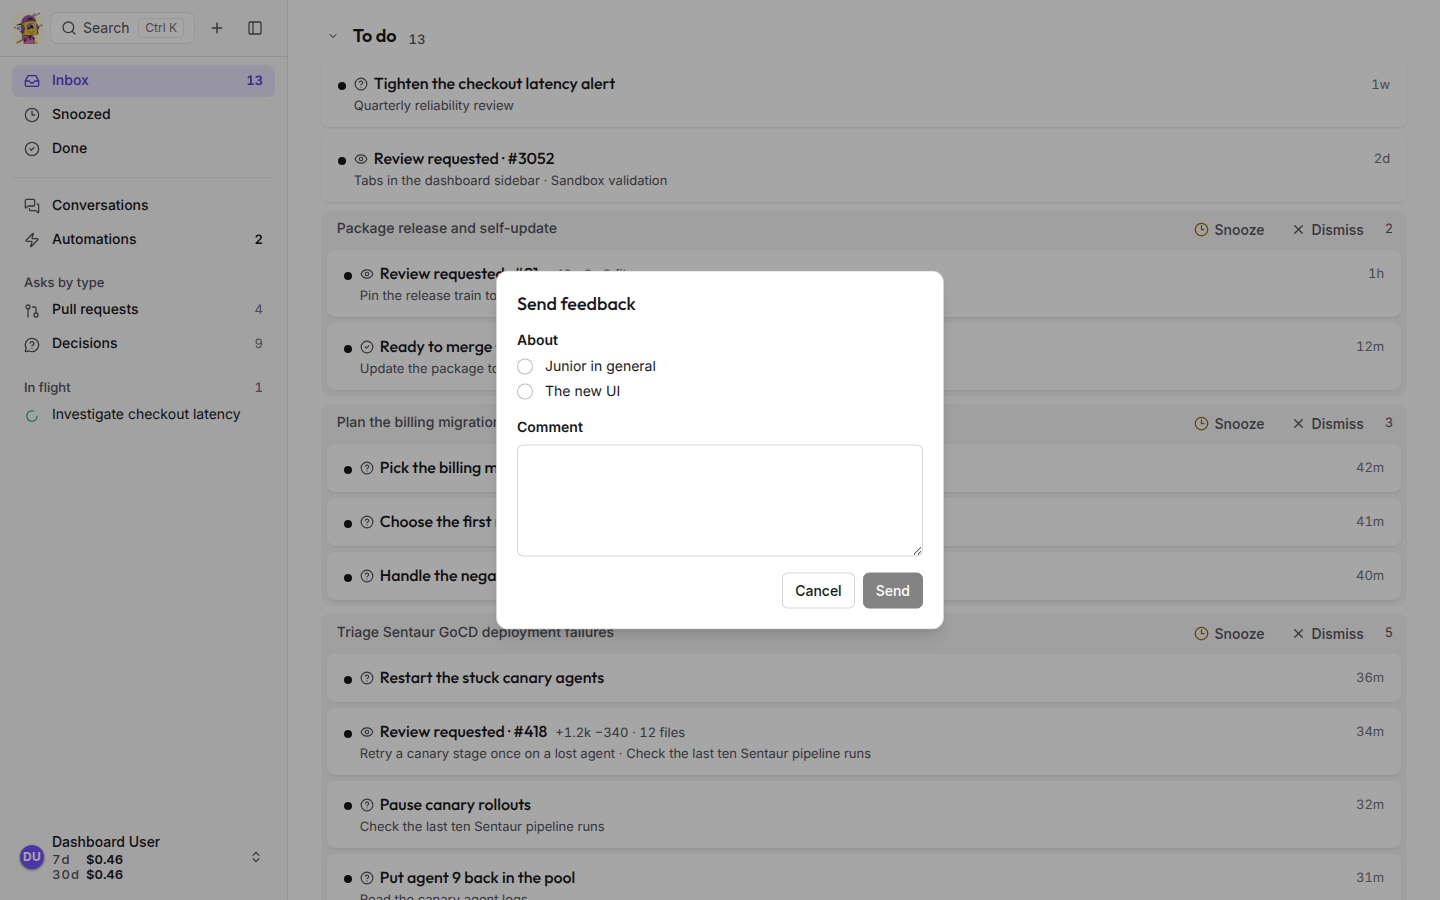 Search Ctrl K
Inbox 13
Snoozed
Done
Conversations
Automations 2
Asks by type
Pull requests 4
Decisions 9
In flight 1
Investigate checkout latency
DU Dashboard User
7d $0.46
30d $0.46
To do 13
Tighten the checkout latency alert 1w
Quarterly reliability review
Review requested · #3052 2d
Tabs in the dashboard sidebar · Sandbox validation
Package release and self-update Snooze Dismiss 2
Review requested 1h
Pin the release train to
Ready to merge 12m
Update the package to
Plan the billing migration Snooze Dismiss 3
Pick the billing m 42m
Choose the first 41m
Handle the nega 40m
Send feedback
About
Junior in general
The new UI
Comment
Cancel Send
Triage Sentaur GoCD deployment failures Snooze Dismiss 5
Restart the stuck canary agents 36m
Review requested · #418 +1.2k −340 · 12 files 34m
Retry a canary stage once on a lost agent · Check the last ten Sentaur pipeline runs
Pause canary rollouts 32m
Check the last ten Sentaur pipeline runs
Put agent 9 back in the pool 31m
Read the canary agent logs